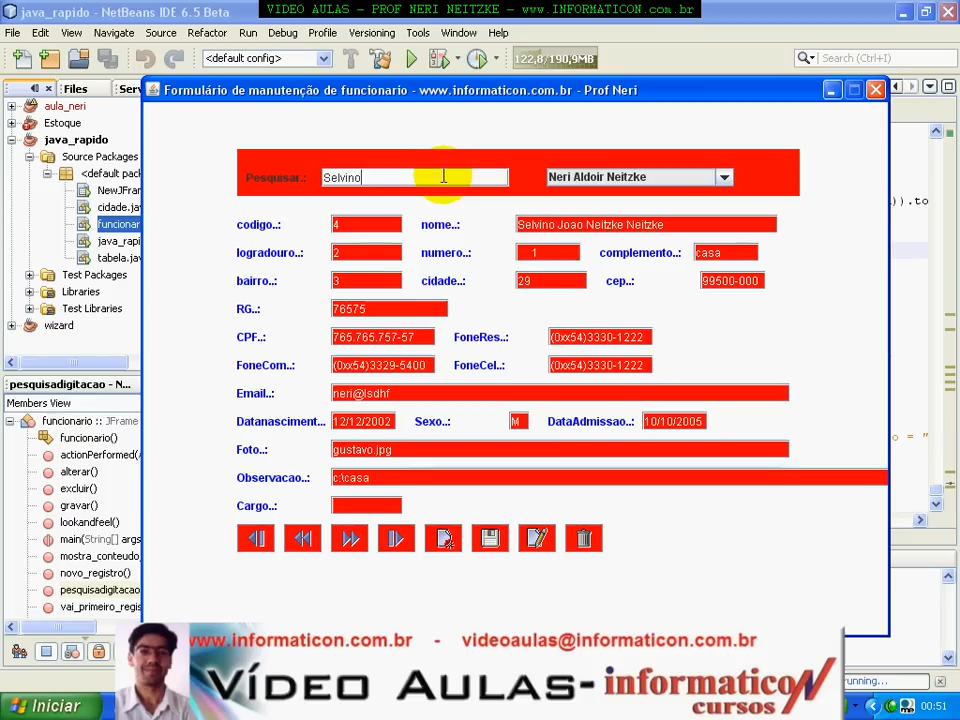 java_rapido - NetBeans IDE 6.5 Beta
VIDEO AULAS - PROF NERI NEITZKE - www.INFORMATICON.com.br
File Edit View Navigate Source Refactor Run Debug Profile Versioning Tools Window Help
<default config>
122,8/190,9MB
Search (Ctrl+I)
Files
Serv
Formulário de manutenção de funcionario - www.informaticon.com.br - Prof Neri
aula_neri
Estoque
java_rapido
Source Packages
<default pack
NewJFram
cidade.jav
funcionar
java_rapi
tabela.jav
Test Packages
Libraries
Test Libraries
wizard
)).to
o = "
Pesquisar.: Selvino
Neri Aldoir Neitzke
codigo..: 4 nome..: Selvino Joao Neitzke Neitzke
logradouro..: 2 numero..: 1 complemento..: casa
bairro..: 3 cidade..: 29 cep..: 99500-000
RG..: 76575
CPF..: 765.765.757-57 FoneRes..: (0xx54)3330-1222
FoneCom..: (0xx54)3329-5400 FoneCel..: (0xx54)3330-1222
Email..: neri@lsdhf
Datanasciment... 12/12/2002 Sexo..: M DataAdmissao..: 10/10/2005
Foto..: gustavo.jpg
Observacao..: c:\casa
Cargo..:
pesquisadigitacao - N...
Members View
funcionario :: JFrame
funcionario()
actionPerformed(A
alterar()
excluir()
gravar()
lookandfeel()
main(String[] args)
mostra_conteudo_
novo_registro()
pesquisadigitacao
vai_primeiro_regis
www.informaticon.com.br - videoaulas@informaticon.com.br
VÍDEO AULAS- informaticon
cursos
Iniciar
running...
00:51